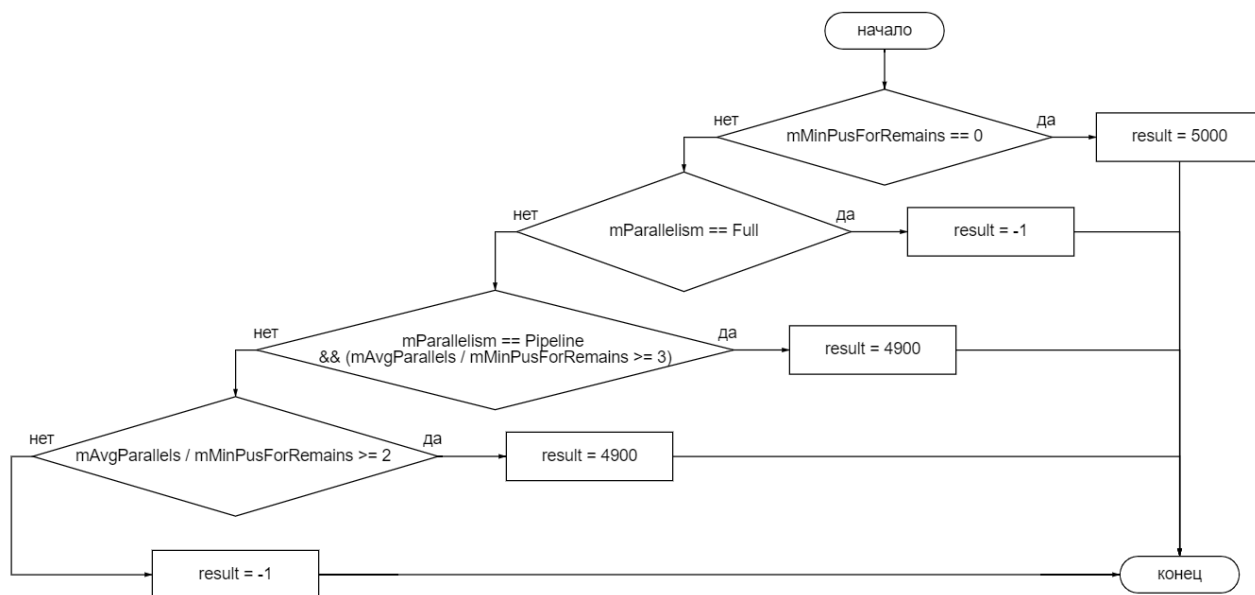 начало
нет
mMinPusForRemains == 0
да
result = 5000
нет
mParallelism == Full
да
result = -1
нет
mParallelism == Pipeline
&& (mAvgParallels / mMinPusForRemains >= 3)
да
result = 4900
нет
mAvgParallels / mMinPusForRemains >= 2
да
result = 4900
result = -1
конец